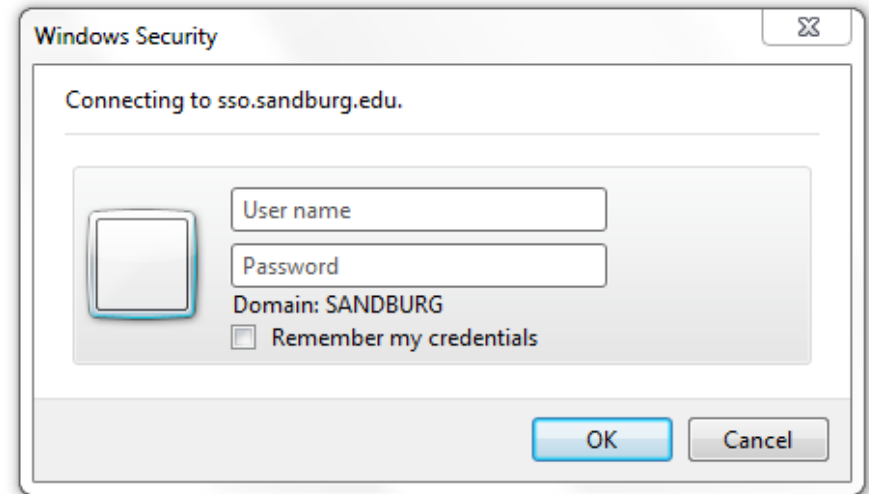 Windows Security
Connecting to sso.sandburg.edu.
User name
Password
Domain: SANDBURG
Remember my credentials
OK
Cancel